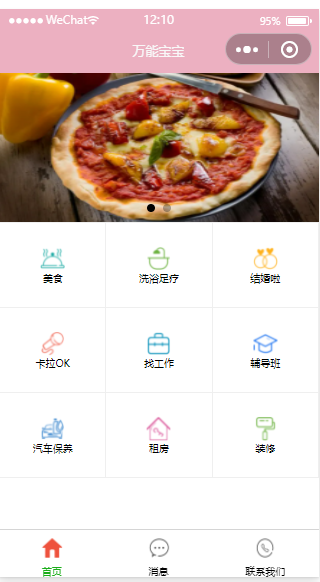 WeChat 12:10 95%
万能宝宝
美食 洗浴足疗 结婚啦
卡拉OK 找工作 辅导班
汽车保养 租房 装修
首页 消息 联系我们